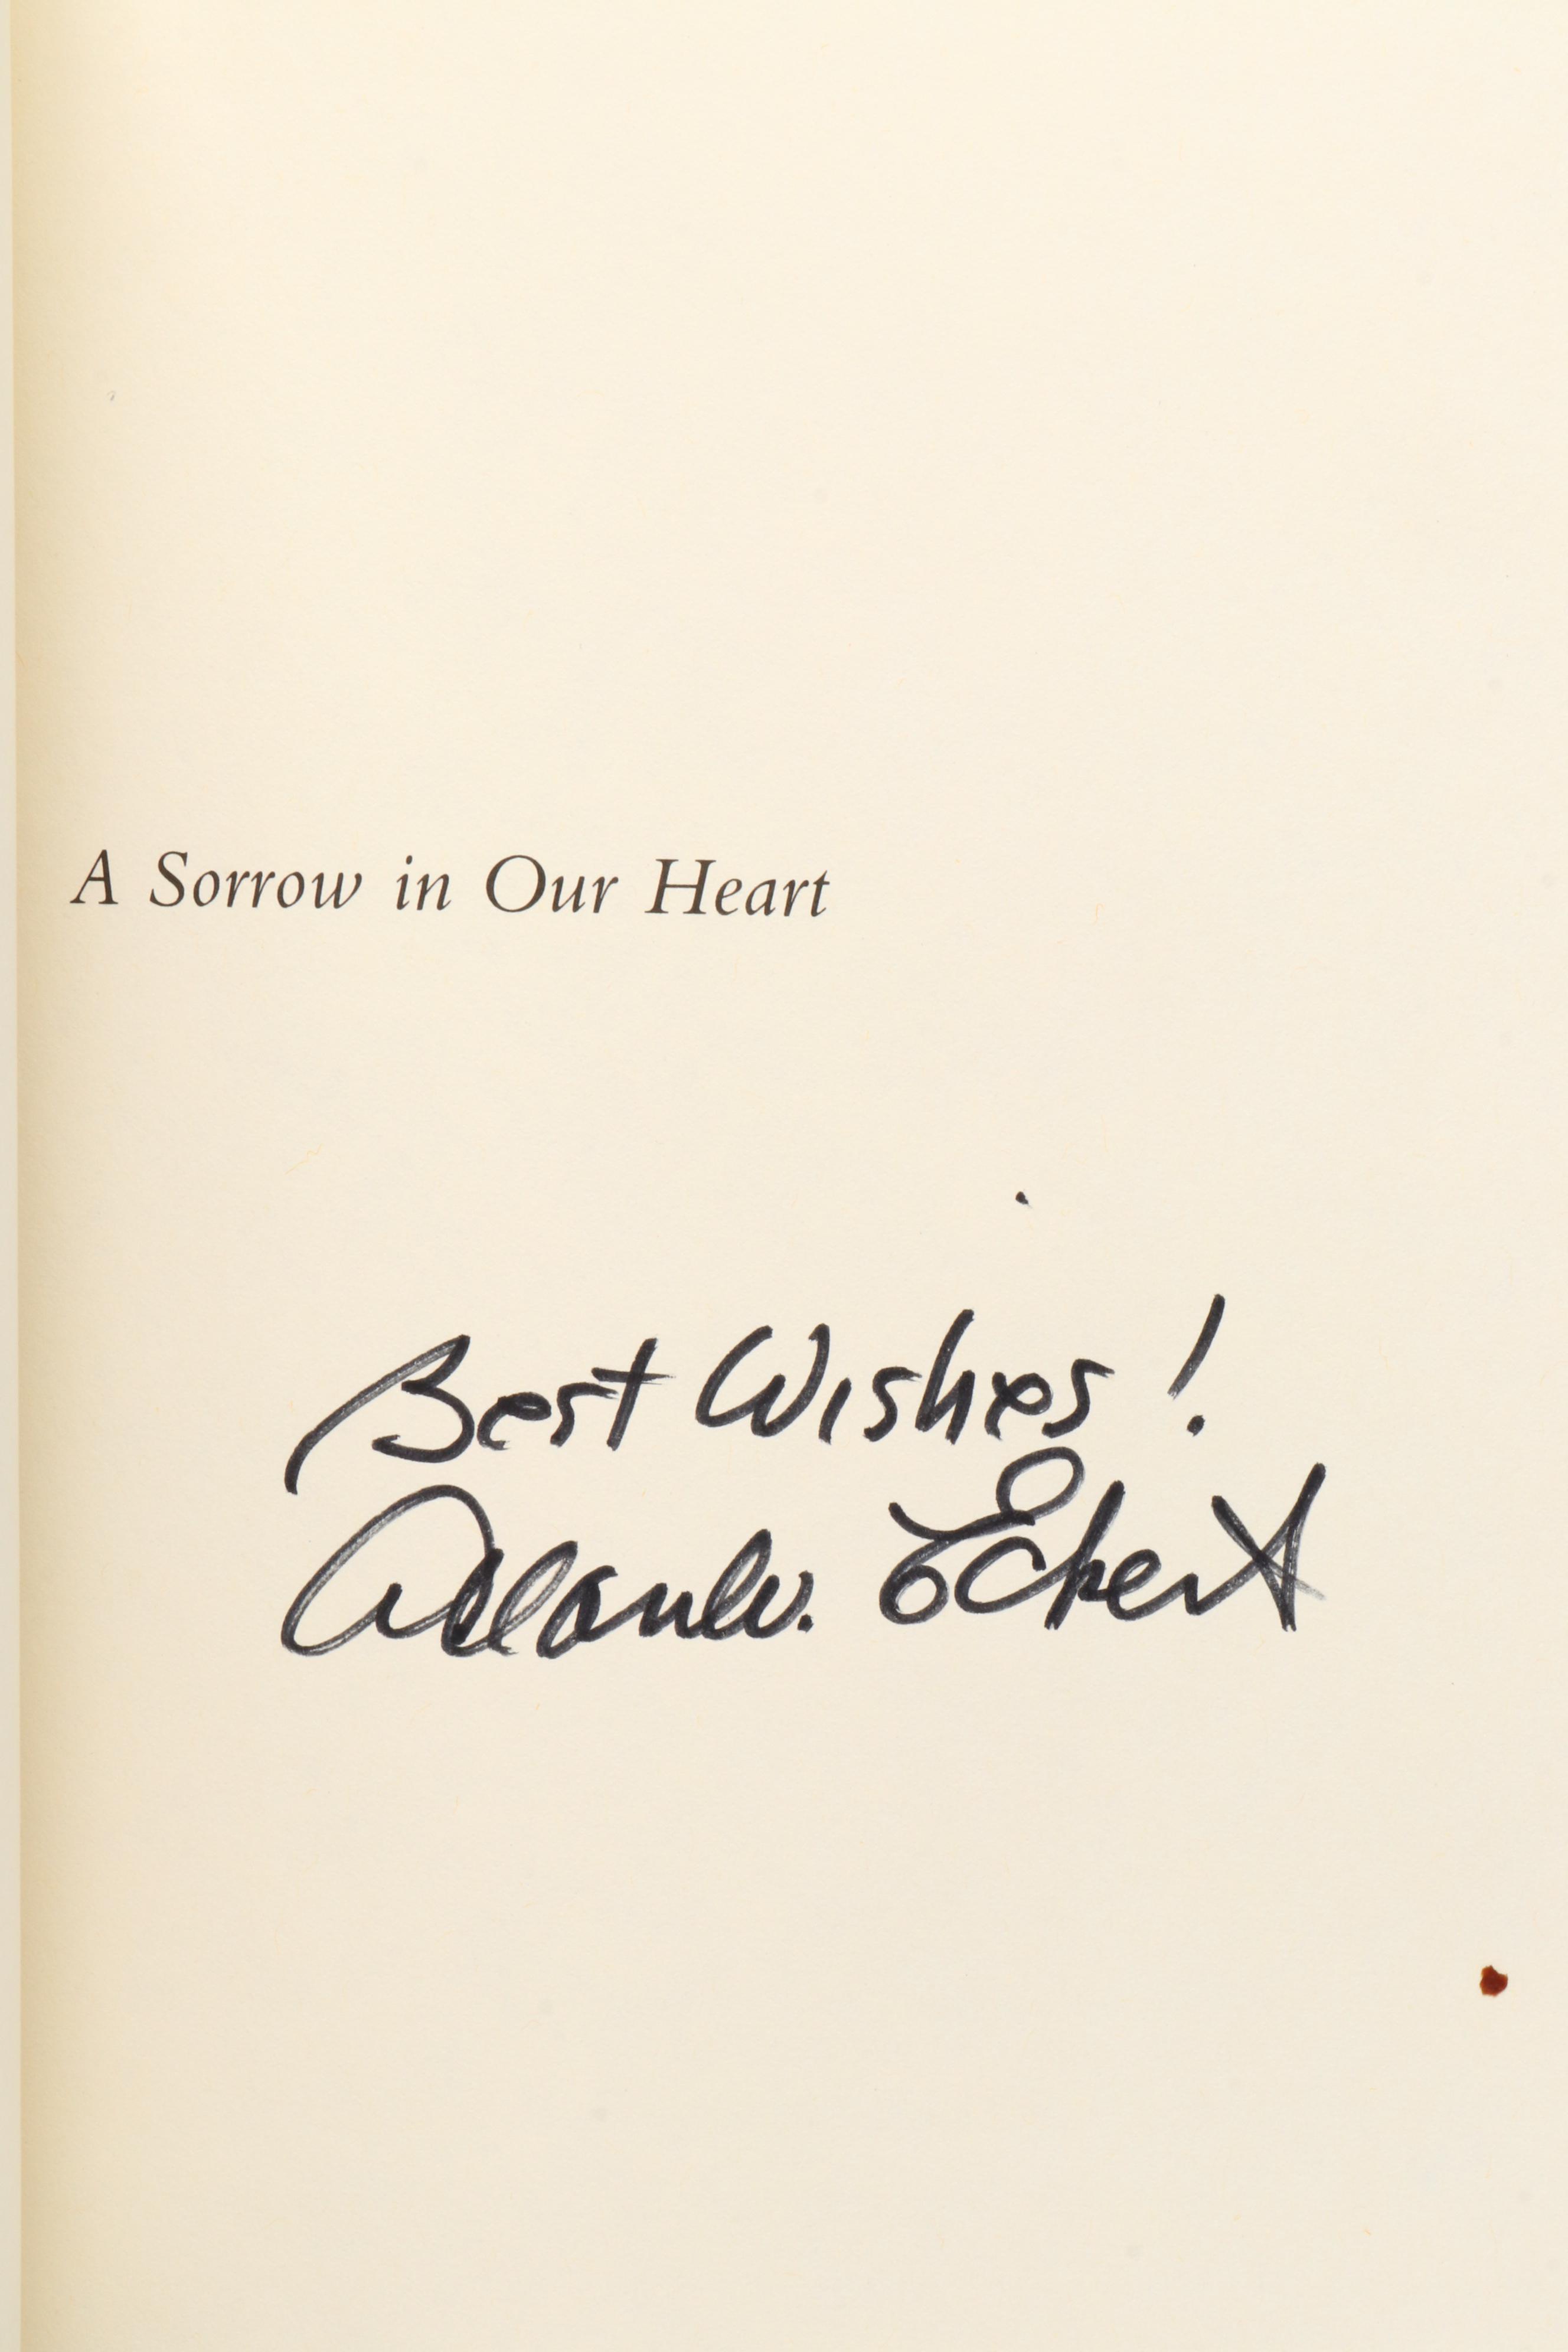 A Sorrow in Our Heart
Best Wishes!
Allan W. Eckert